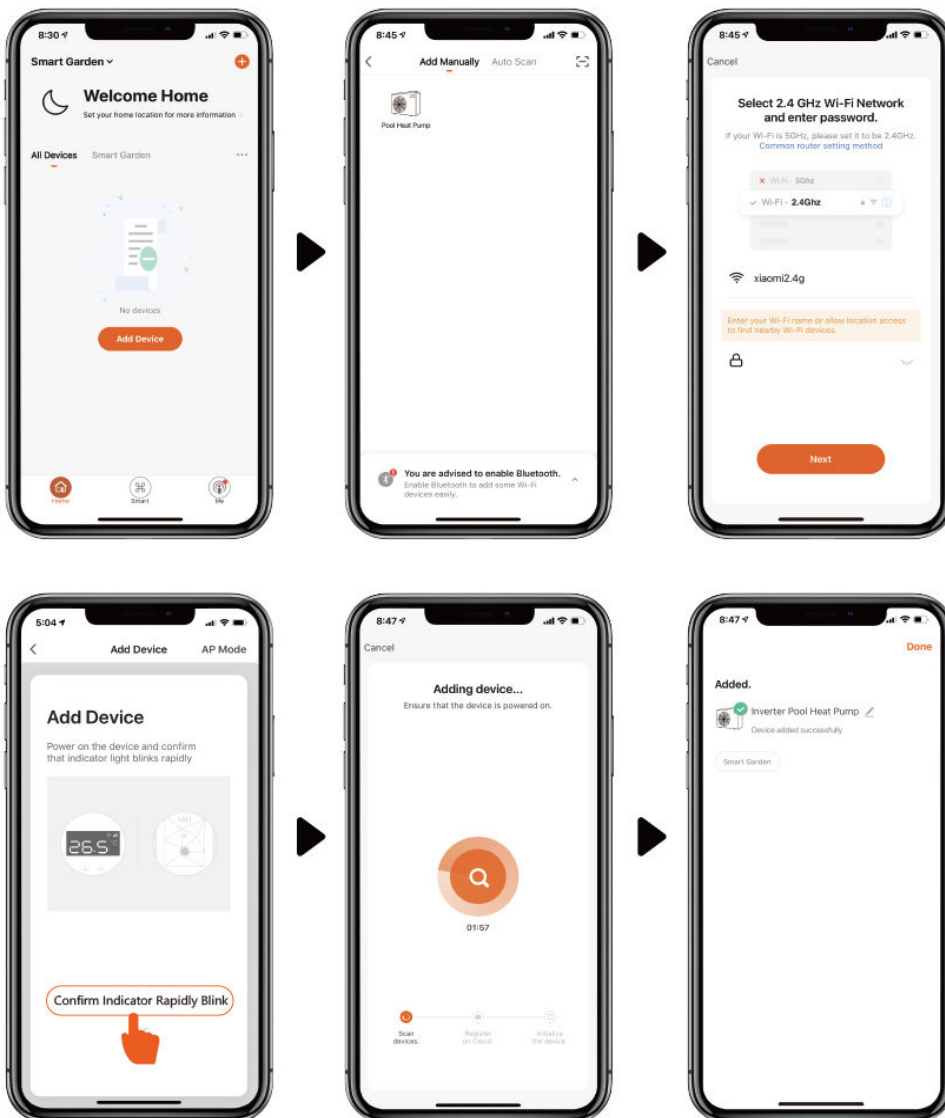 8:30
Smart Garden
Welcome Home
Set your home location for more information
All Devices Smart Garden
No devices
Add Device
Home Smart Me
8:45
Add Manually Auto Scan
Pool Heat Pump
You are advised to enable Bluetooth.
Enable Bluetooth to add some Wi-Fi
devices easily.
8:45
Cancel
Select 2.4 GHz Wi-Fi Network
and enter password.
If your Wi-Fi is 5GHz, please set it to be 2.4GHz.
Common router setting method
Wi-Fi - 5Ghz
Wi-Fi - 2.4Ghz
xiaomi2.4g
Enter your Wi-Fi name or allow location access
to find nearby Wi-Fi devices.
Next
5:04
Add Device AP Mode
Add Device
Power on the device and confirm
that indicator light blinks rapidly
26.5
Confirm Indicator Rapidly Blink
8:47
Cancel
Adding device...
Ensure that the device is powered on.
01:57
Scan Register Initialize
devices. on Cloud. the device.
8:47
Done
Added.
Inverter Pool Heat Pump
Device added successfully
Smart Garden